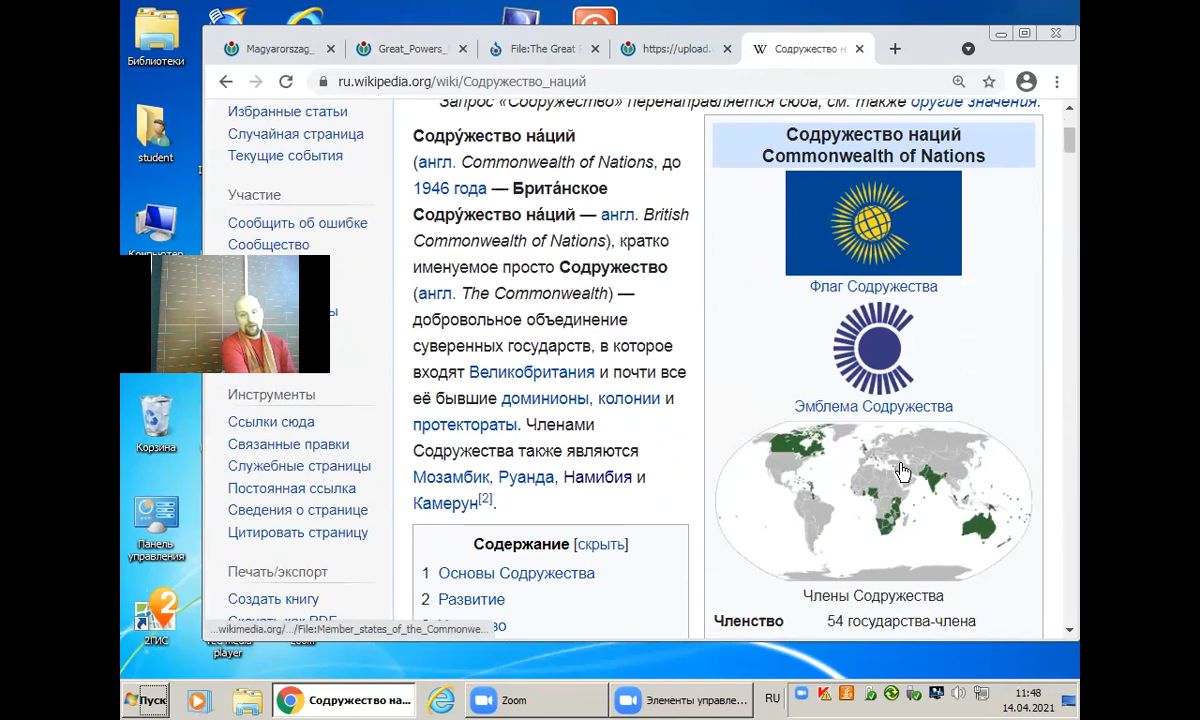 Библиотеки
student
Корзина
Панель
управления
2ГИС
player
Magyarorszag_
Great_Powers_
File:The Great
https://upload.
Содружество н
ru.wikipedia.org/wiki/Содружество_наций
Избранные статьи
Случайная страница
Текущие события
Участие
Сообщить об ошибке
Сообщество
Инструменты
Ссылки сюда
Связанные правки
Служебные страницы
Постоянная ссылка
Сведения о странице
Цитировать страницу
Печать/экспорт
Создать книгу
Запрос «Содружество» перенаправляется сюда, см. также другие значения.
Содру́жество на́ций
(англ. Commonwealth of Nations, до
1946 года — Брита́нское
Содру́жество на́ций — англ. British
Commonwealth of Nations), кратко
именуемое просто Содружество
(англ. The Commonwealth) —
добровольное объединение
суверенных государств, в которое
входят Великобритания и почти все
её бывшие доминионы, колонии и
протектораты. Членами
Содружества также являются
Мозамбик, Руанда, Намибия и
Камерун[2].
Содержание [скрыть]
1 Основы Содружества
2 Развитие
Содружество наций
Commonwealth of Nations
Флаг Содружества
Эмблема Содружества
Члены Содружества
Членство 54 государства-члена
...wikimedia.org/.../File:Member_states_of_the_Commonwe...
Пуск
Содружество на...
Zoom
Элементы управле...
RU
11:48
14.04.2021